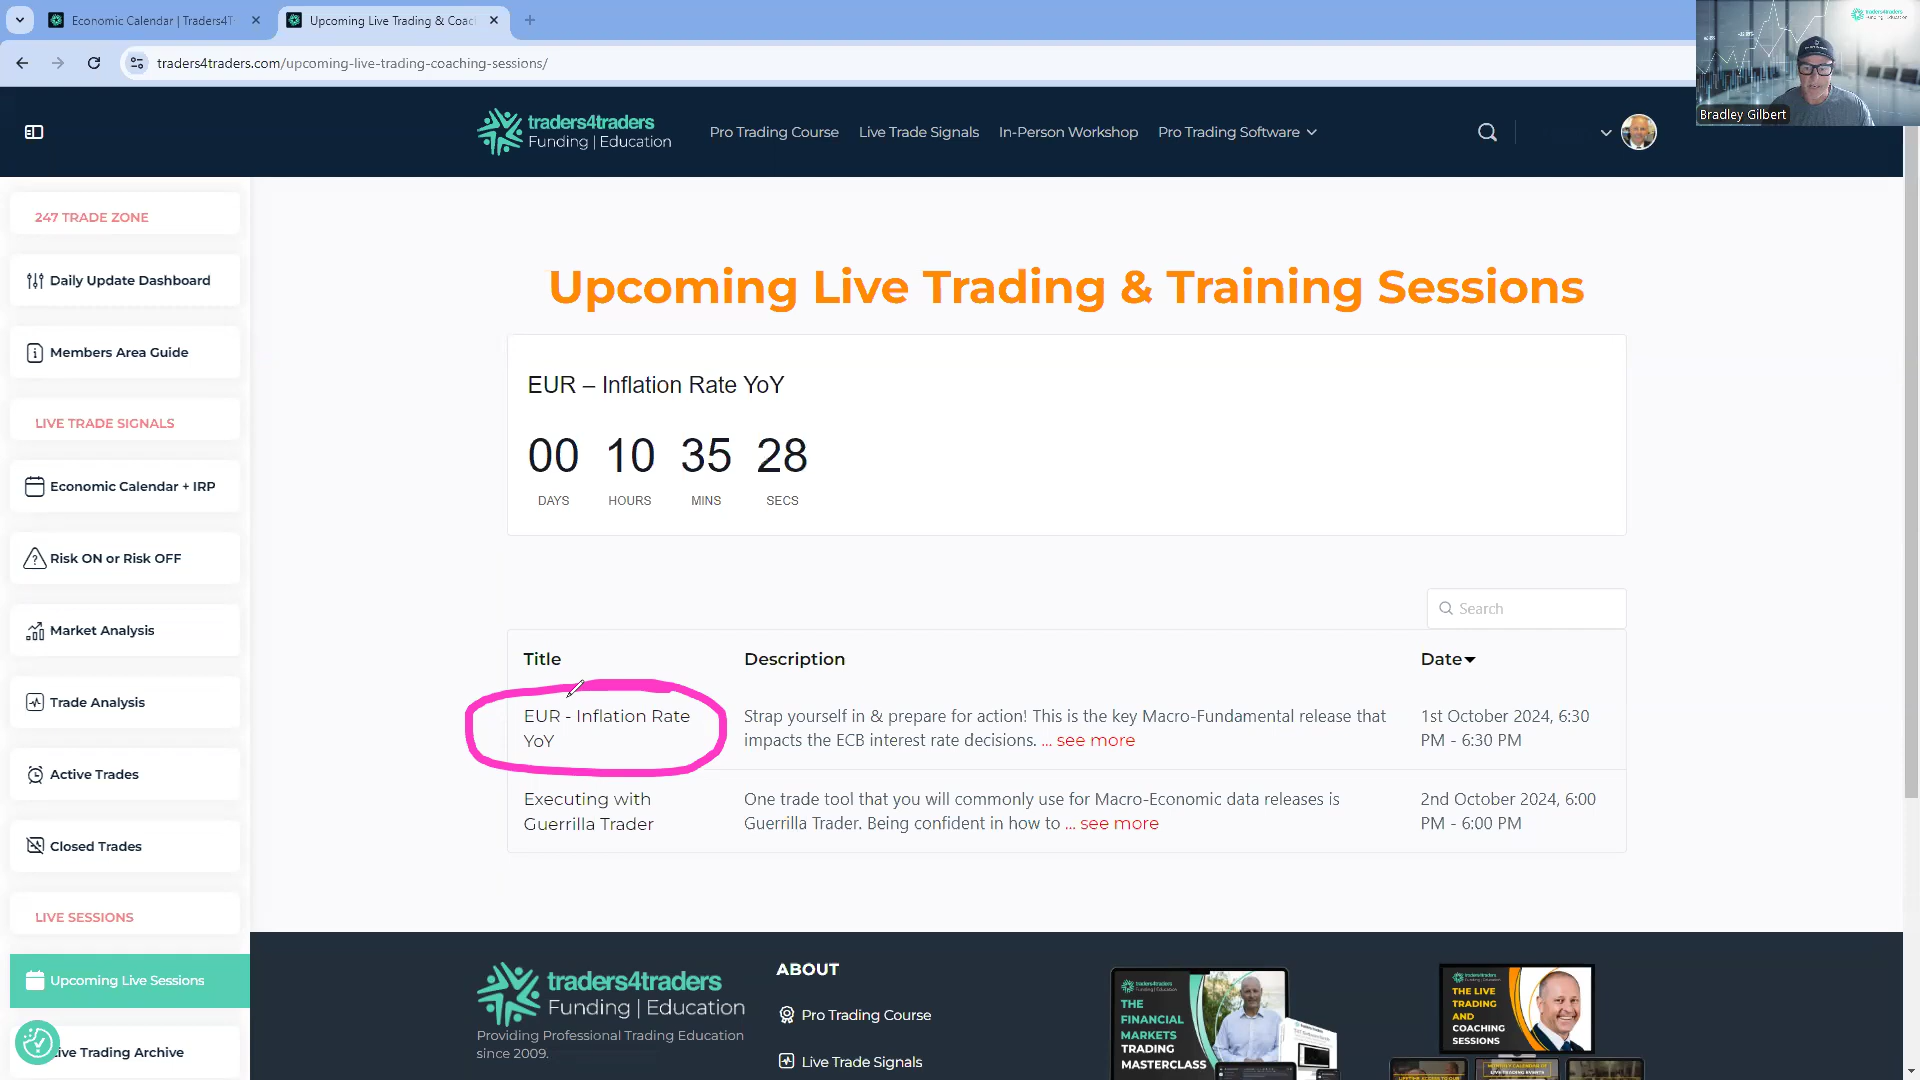 Economic Calendar | Traders4T
Upcoming Live Trading & Coac
traders4traders.com/upcoming-live-trading-coaching-sessions/
Bradley Gilbert
traders4traders
Funding | Education
Pro Trading Course
Live Trade Signals
In-Person Workshop
Pro Trading Software
247 TRADE ZONE
Daily Update Dashboard
Members Area Guide
LIVE TRADE SIGNALS
Economic Calendar + IRP
Risk ON or Risk OFF
Market Analysis
Trade Analysis
Active Trades
Closed Trades
LIVE SESSIONS
Upcoming Live Sessions
ive Trading Archive
Upcoming Live Trading & Training Sessions
EUR – Inflation Rate YoY
00 10 35 28
DAYS HOURS MINS SECS
Search
Title Description Date
EUR - Inflation Rate
YoY
Strap yourself in & prepare for action! This is the key Macro-Fundamental release that
impacts the ECB interest rate decisions. ... see more
1st October 2024, 6:30
PM - 6:30 PM
Executing with
Guerrilla Trader
One trade tool that you will commonly use for Macro-Economic data releases is
Guerrilla Trader. Being confident in how to ... see more
2nd October 2024, 6:00
PM - 6:00 PM
traders4traders
Funding | Education
Providing Professional Trading Education
since 2009.
ABOUT
Pro Trading Course
Live Trade Signals
traders4traders
THE
FINANCIAL
MARKETS
TRADING
MASTERCLASS
THE LIVE
TRADING
AND
COACHING
SESSIONS